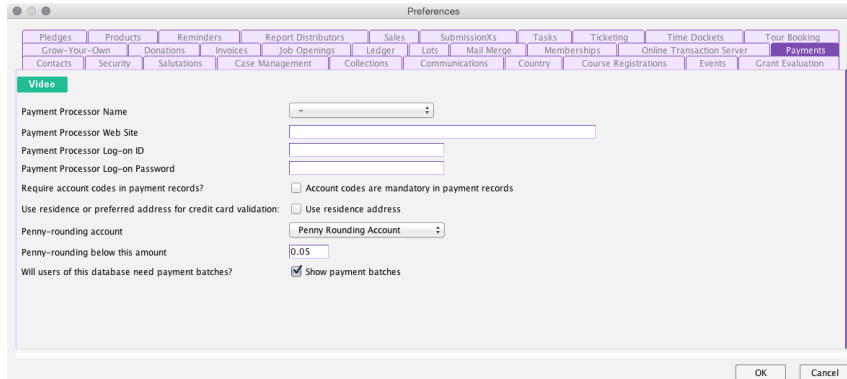 Preferences
Pledges Products Reminders Report Distributors Sales SubmissionXs Tasks Ticketing Time Dockets Tour Booking
Grow-Your-Own Donations Invoices Job Openings Ledger Lots Mail Merge Memberships Online Transaction Server Payments
Contacts Security Salutations Case Management Collections Communications Country Course Registrations Events Grant Evaluation
Video
Payment Processor Name -
Payment Processor Web Site
Payment Processor Log-on ID
Payment Processor Log-on Password
Require account codes in payment records? Account codes are mandatory in payment records
Use residence or preferred address for credit card validation: Use residence address
Penny-rounding account Penny Rounding Account
Penny-rounding below this amount 0.05
Will users of this database need payment batches? Show payment batches
OK Cancel